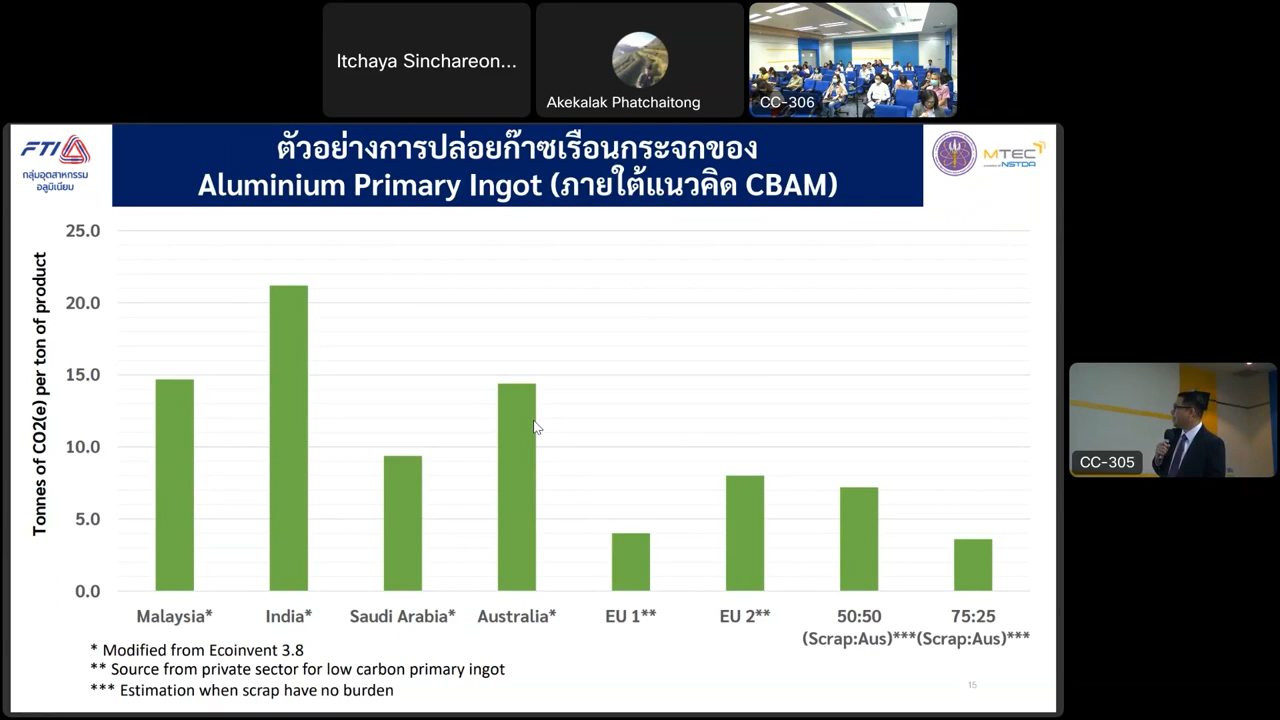 Itchaya Sinchareon...
Akekalak Phatchaitong
CC-306
FTI
กลุ่มอุตสาหกรรม
อลูมิเนียม
ตัวอย่างการปล่อยก๊าซเรือนกระจกของ
Aluminium Primary Ingot (ภายใต้แนวคิด CBAM)
MTEC
NSTDA
Tonnes of CO2(e) per ton of product
25.0
20.0
15.0
10.0
5.0
0.0
Malaysia*
India*
Saudi Arabia*
Australia*
EU 1**
EU 2**
50:50
(Scrap:Aus)***
75:25
(Scrap:Aus)***
* Modified from Ecoinvent 3.8
** Source from private sector for low carbon primary ingot
*** Estimation when scrap have no burden
15
CC-305